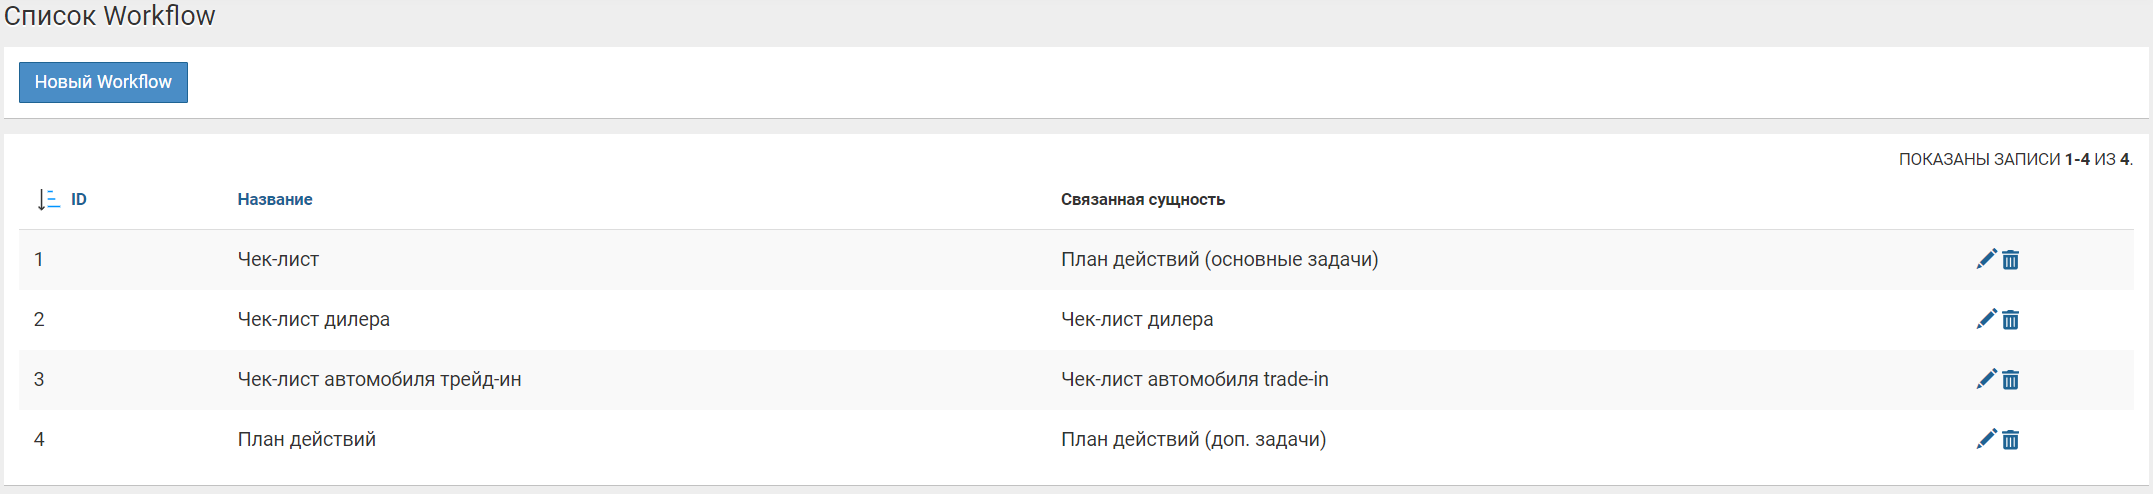 Список Workflow
Новый Workflow
ПОКАЗАНЫ ЗАПИСИ 1-4 ИЗ 4.
ID Название Связанная сущность
1 Чек-лист План действий (основные задачи)
2 Чек-лист дилера Чек-лист дилера
3 Чек-лист автомобиля трейд-ин Чек-лист автомобиля trade-in
4 План действий План действий (доп. задачи)